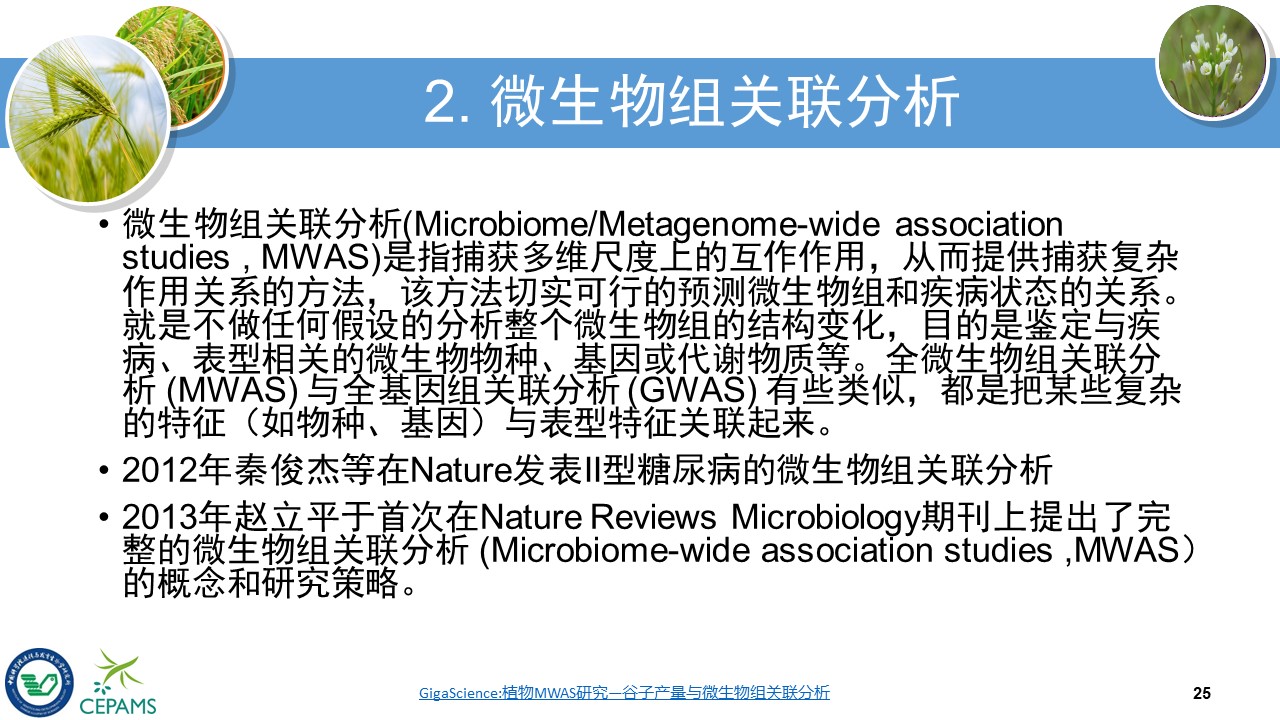 2. 微生物组关联分析
• 微生物组关联分析(Microbiome/Metagenome-wide association
studies , MWAS)是指捕获多维尺度上的互作作用，从而提供捕获复杂
作用关系的方法，该方法切实可行的预测微生物组和疾病状态的关系。
就是不做任何假设的分析整个微生物组的结构变化，目的是鉴定与疾
病、表型相关的微生物物种、基因或代谢物质等。全微生物组关联分
析 (MWAS) 与全基因组关联分析 (GWAS) 有些类似，都是把某些复杂
的特征（如物种、基因）与表型特征关联起来。
• 2012年秦俊杰等在Nature发表II型糖尿病的微生物组关联分析
• 2013年赵立平于首次在Nature Reviews Microbiology期刊上提出了完
整的微生物组关联分析 (Microbiome-wide association studies ,MWAS）
的概念和研究策略。
CEPAMS
GigaScience:植物MWAS研究—谷子产量与微生物组关联分析
25